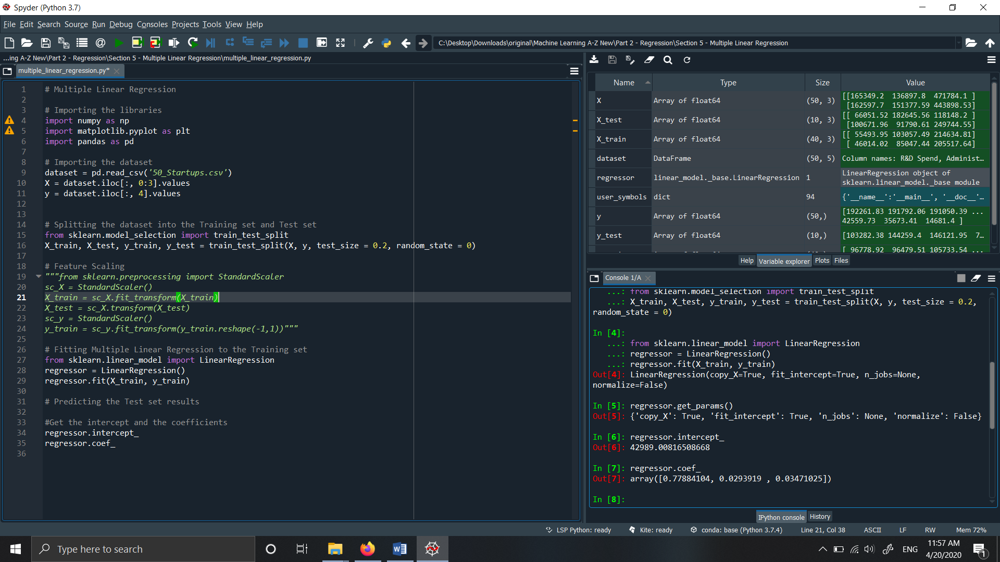 Spyder (Python 3.7)
File Edit Search Source Run Debug Consoles Projects Tools View Help
C:\Desktop\Downloads\original\Machine Learning A-Z New\Part 2 - Regression\Section 5 - Multiple Linear Regression
...ing A-Z New\Part 2 - Regression\Section 5 - Multiple Linear Regression\multiple_linear_regression.py
multiple_linear_regression.py*
1 # Multiple Linear Regression
2
3 # Importing the libraries
4 import numpy as np
5 import matplotlib.pyplot as plt
6 import pandas as pd
7
8 # Importing the dataset
9 dataset = pd.read_csv('50_Startups.csv')
10 X = dataset.iloc[:, 0:3].values
11 y = dataset.iloc[:, 4].values
12
13
14 # Splitting the dataset into the Training set and Test set
15 from sklearn.model_selection import train_test_split
16 X_train, X_test, y_train, y_test = train_test_split(X, y, test_size = 0.2, random_state = 0)
17
18 # Feature Scaling
19 """from sklearn.preprocessing import StandardScaler
20 sc_X = StandardScaler()
21 X_train = sc_X.fit_transform(X_train)
22 X_test = sc_X.transform(X_test)
23 sc_y = StandardScaler()
24 y_train = sc_y.fit_transform(y_train.reshape(-1,1))"""
25
26 # Fitting Multiple Linear Regression to the Training set
27 from sklearn.linear_model import LinearRegression
28 regressor = LinearRegression()
29 regressor.fit(X_train, y_train)
30
31 # Predicting the Test set results
32
33 #Get the intercept and the coefficients
34 regressor.intercept_
35 regressor.coef_
36
Name Type Size Value
X Array of float64 (50, 3) [[165349.2 136897.8 471784.1 ]
[162597.7 151377.59 443898.53]
X_test Array of float64 (10, 3) [[ 66051.52 182645.56 118148.2 ]
[100671.96 91790.61 249744.55]
X_train Array of float64 (40, 3) [[ 55493.95 103057.49 214634.81]
[ 46014.02 85047.44 205517.64]
dataset DataFrame (50, 5) Column names: R&D Spend, Administ...
regressor linear_model._base.LinearRegression 1 LinearRegression object of
sklearn.linear_model._base module
user_symbols dict 94 {'__name__':'__main__', '__doc__'...
y Array of float64 (50,) [192261.83 191792.06 191050.39 ...
42559.73 35673.41 14681.4 ]
y_test Array of float64 (10,) [103282.38 144259.4 146121.95 7...
[ 96778.92 96479.51 105733.54 ...
Help Variable explorer Plots Files
Console 1/A
...: from sklearn.model_selection import train_test_split
...: X_train, X_test, y_train, y_test = train_test_split(X, y, test_size = 0.2,
random_state = 0)
In [4]:
...: from sklearn.linear_model import LinearRegression
...: regressor = LinearRegression()
...: regressor.fit(X_train, y_train)
Out[4]: LinearRegression(copy_X=True, fit_intercept=True, n_jobs=None,
normalize=False)
In [5]: regressor.get_params()
Out[5]: {'copy_X': True, 'fit_intercept': True, 'n_jobs': None, 'normalize': False}
In [6]: regressor.intercept_
Out[6]: 42989.00816508668
In [7]: regressor.coef_
Out[7]: array([0.77884104, 0.0293919 , 0.03471025])
In [8]:
IPython console History
LSP Python: ready Kite: ready conda: base (Python 3.7.4) Line 21, Col 38 ASCII LF RW Mem 72%
Type here to search
ENG
11:57 AM
4/20/2020
1